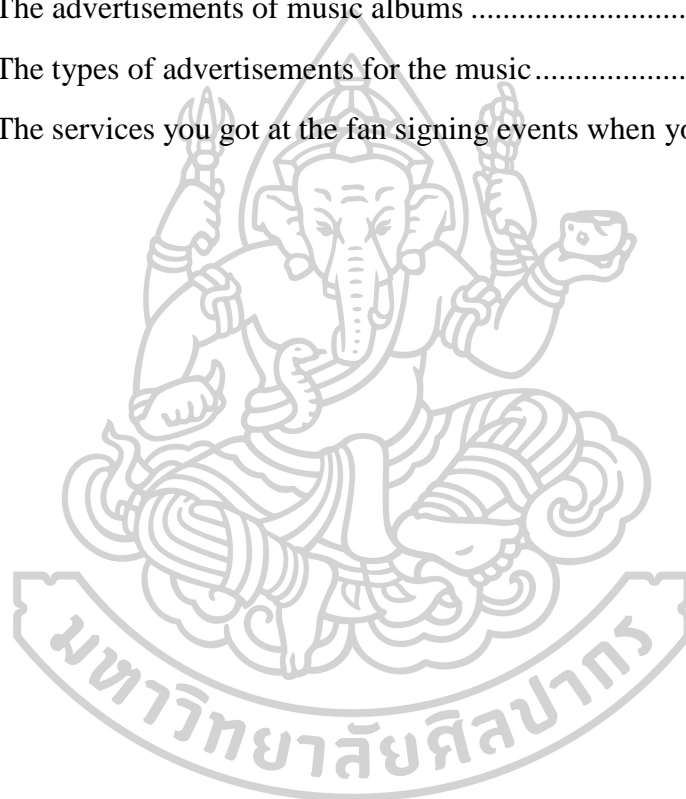 The advertisements of music albums ...........................
The types of advertisements for the music...................
The services you got at the fan signing events when yo
มหาวิทยาลัยศิลปากร